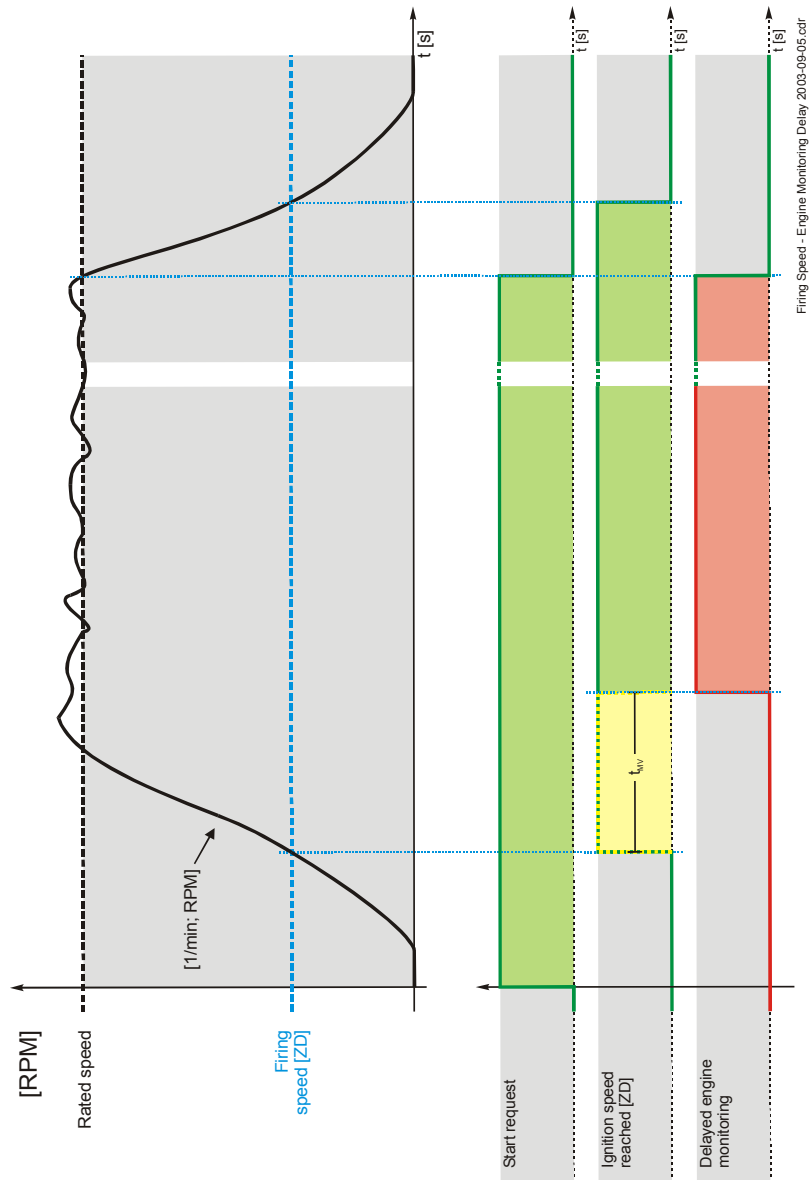 [RPM]
Rated speed
Firing
speed [ZD]
[1/min; RPM]
t [s]
Start request
t [s]
Ignition speed
reached [ZD]
tMV
t [s]
Delayed engine
monitoring
t [s]
Firing Speed - Engine Monitoring Delay 2003-09-05.cdr